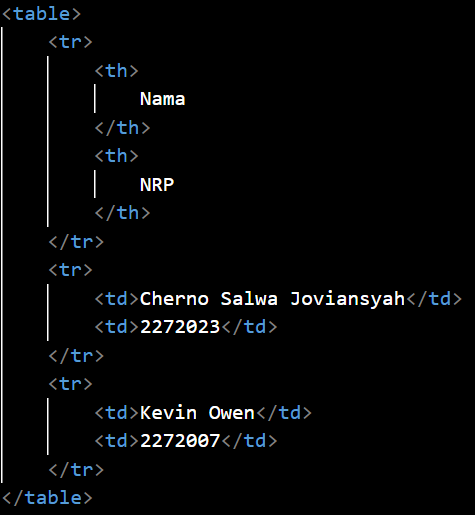 <table>
<tr>
<th>
Nama
</th>
<th>
NRP
</th>
</tr>
<tr>
<td>Cherno Salwa Joviansyah</td>
<td>2272023</td>
</tr>
<tr>
<td>Kevin Owen</td>
<td>2272007</td>
</tr>
</table>